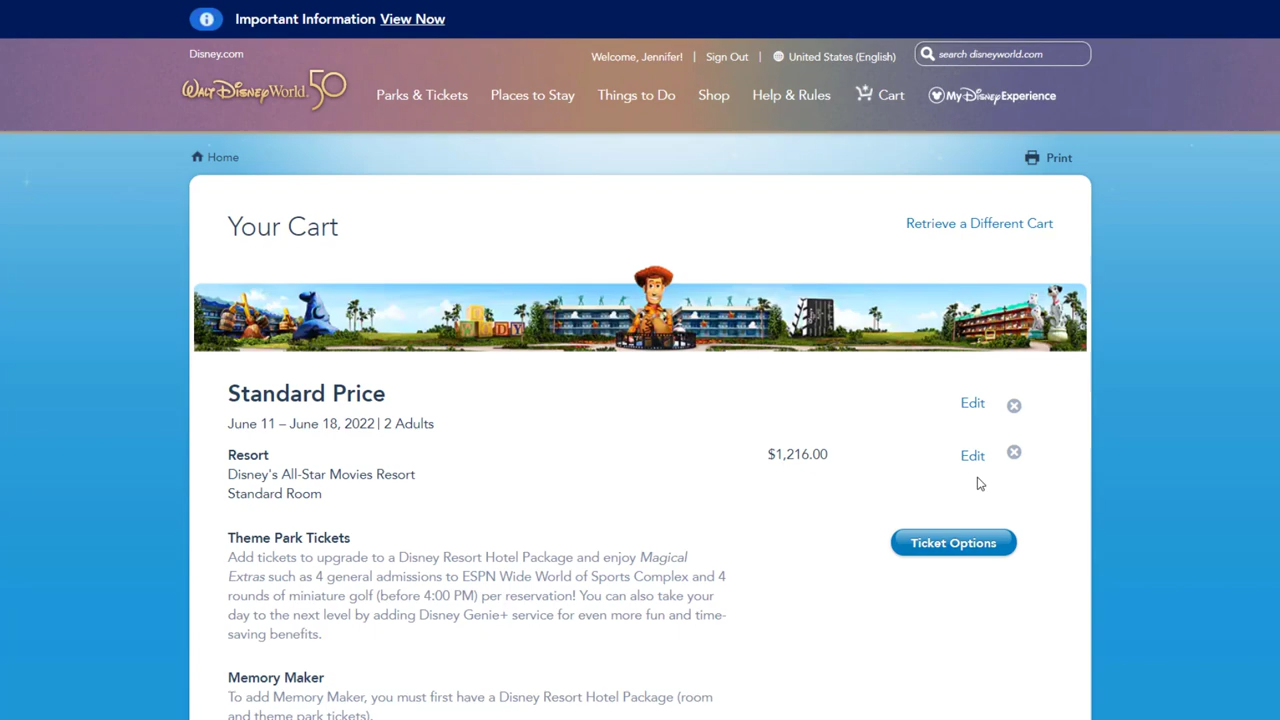 Important Information View Now
Disney.com
Welcome, Jennifer! | Sign Out | United States (English)
search disneyworld.com
Walt Disney World. 50
Parks & Tickets
Places to Stay
Things to Do
Shop
Help & Rules
Cart
My Disney Experience
Home
Print
Your Cart
Retrieve a Different Cart
WOODY
Standard Price
Edit
June 11 – June 18, 2022 | 2 Adults
Resort
$1,216.00
Edit
Disney's All-Star Movies Resort
Standard Room
Theme Park Tickets
Ticket Options
Add tickets to upgrade to a Disney Resort Hotel Package and enjoy Magical
Extras such as 4 general admissions to ESPN Wide World of Sports Complex and 4
rounds of miniature golf (before 4:00 PM) per reservation! You can also take your
day to the next level by adding Disney Genie+ service for even more fun and time-
saving benefits.
Memory Maker
To add Memory Maker, you must first have a Disney Resort Hotel Package (room
and theme park tickets).